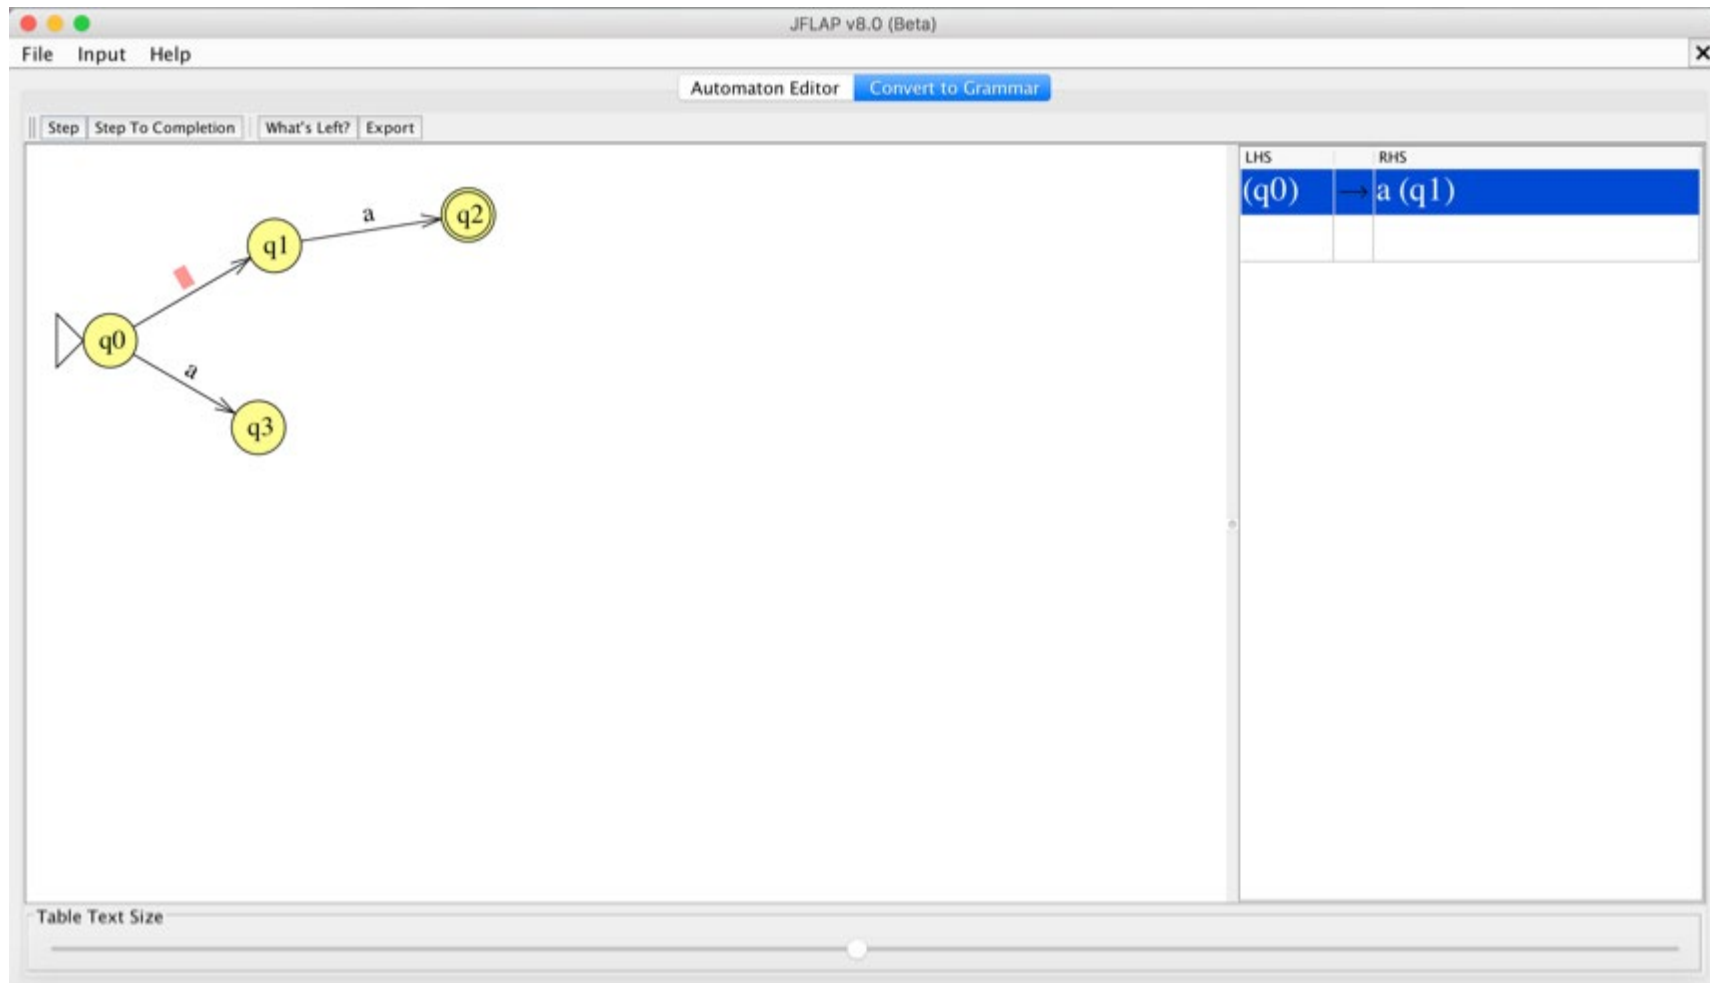 JFLAP v8.0 (Beta)
File Input Help
Automaton Editor Convert to Grammar
Step Step To Completion What's Left? Export
LHS RHS
(q0) → a (q1)
a
q2
q1
q0
a
q3
Table Text Size